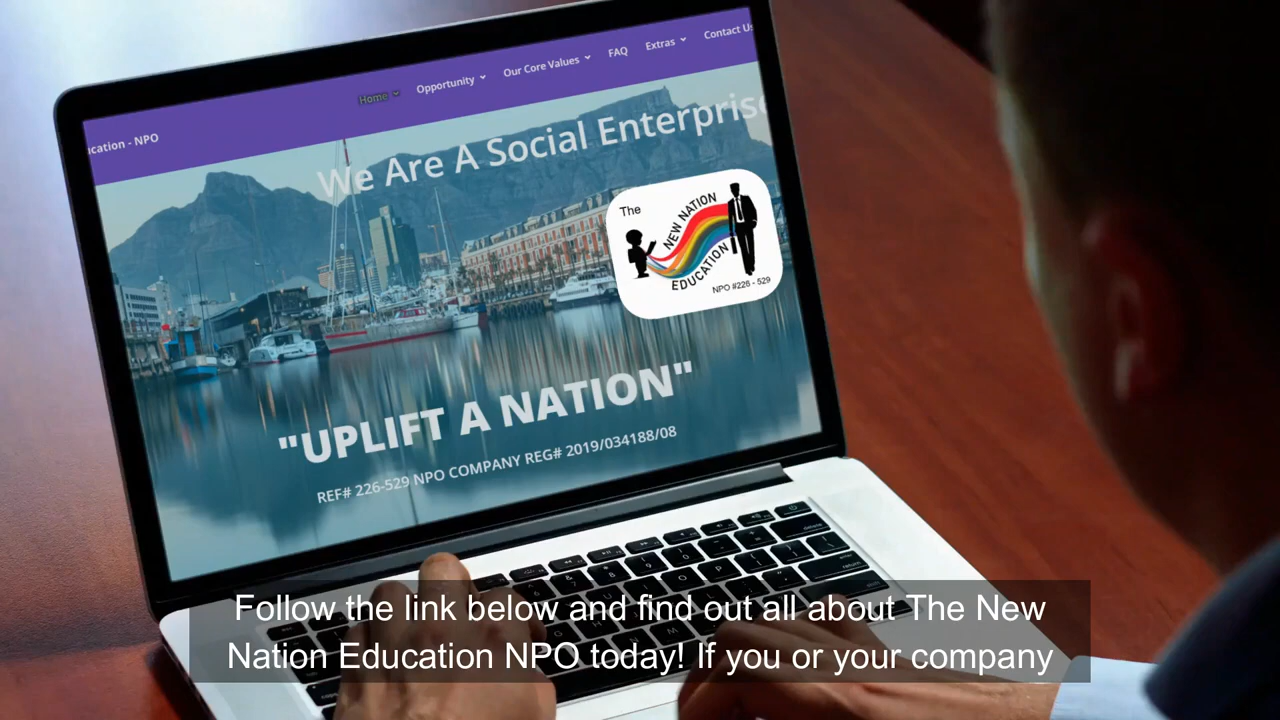 Home Opportunity Our Core Values FAQ Extras Contact Us
cation - NPO
We Are A Social Enterprise
The
NEW NATION
EDUCATION
NPO #226 - 529
"UPLIFT A NATION"
REF# 226-529 NPO COMPANY REG# 2019/034188/08
Follow the link below and find out all about The New
Nation Education NPO today! If you or your company